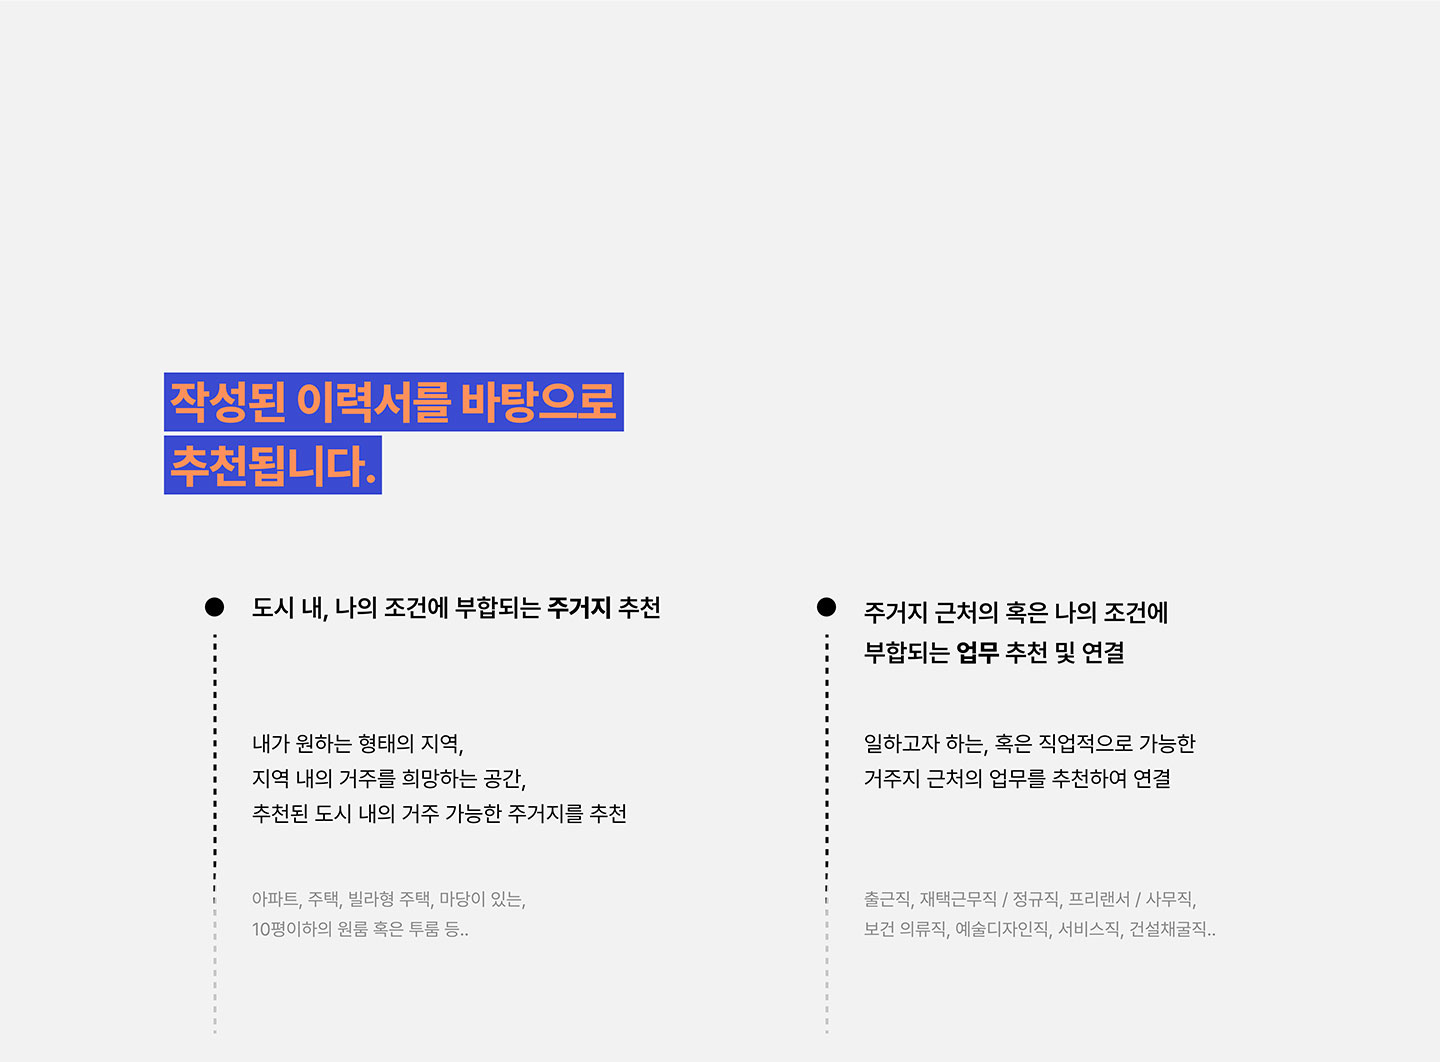 작성된 이력서를 바탕으로
추천됩니다.
도시 내, 나의 조건에 부합되는 주거지 추천
내가 원하는 형태의 지역,
지역 내의 거주를 희망하는 공간,
추천된 도시 내의 거주 가능한 주거지를 추천
아파트, 주택, 빌라형 주택, 마당이 있는,
10평이하의 원룸 혹은 투룸 등..
주거지 근처의 혹은 나의 조건에
부합되는 업무 추천 및 연결
일하고자 하는, 혹은 직업적으로 가능한
거주지 근처의 업무를 추천하여 연결
출근직, 재택근무직 / 정규직, 프리랜서 / 사무직,
보건 의류직, 예술디자인직, 서비스직, 건설채굴직..